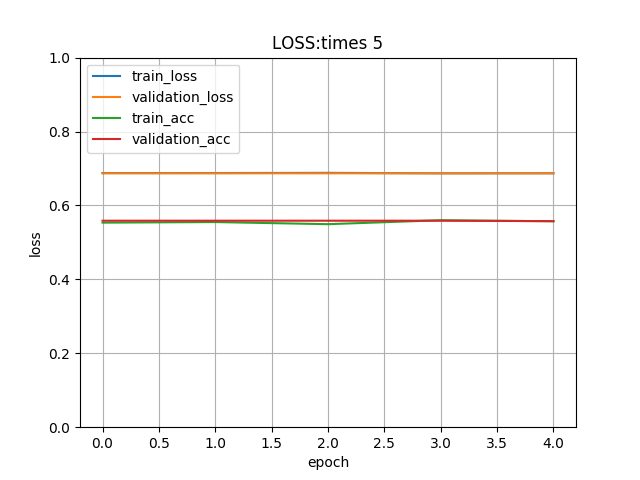 LOSS:times 5
train_loss
validation_loss
train_acc
validation_acc
1.0
0.8
0.6
0.4
0.2
0.0
loss
0.0 0.5 1.0 1.5 2.0 2.5 3.0 3.5 4.0
epoch